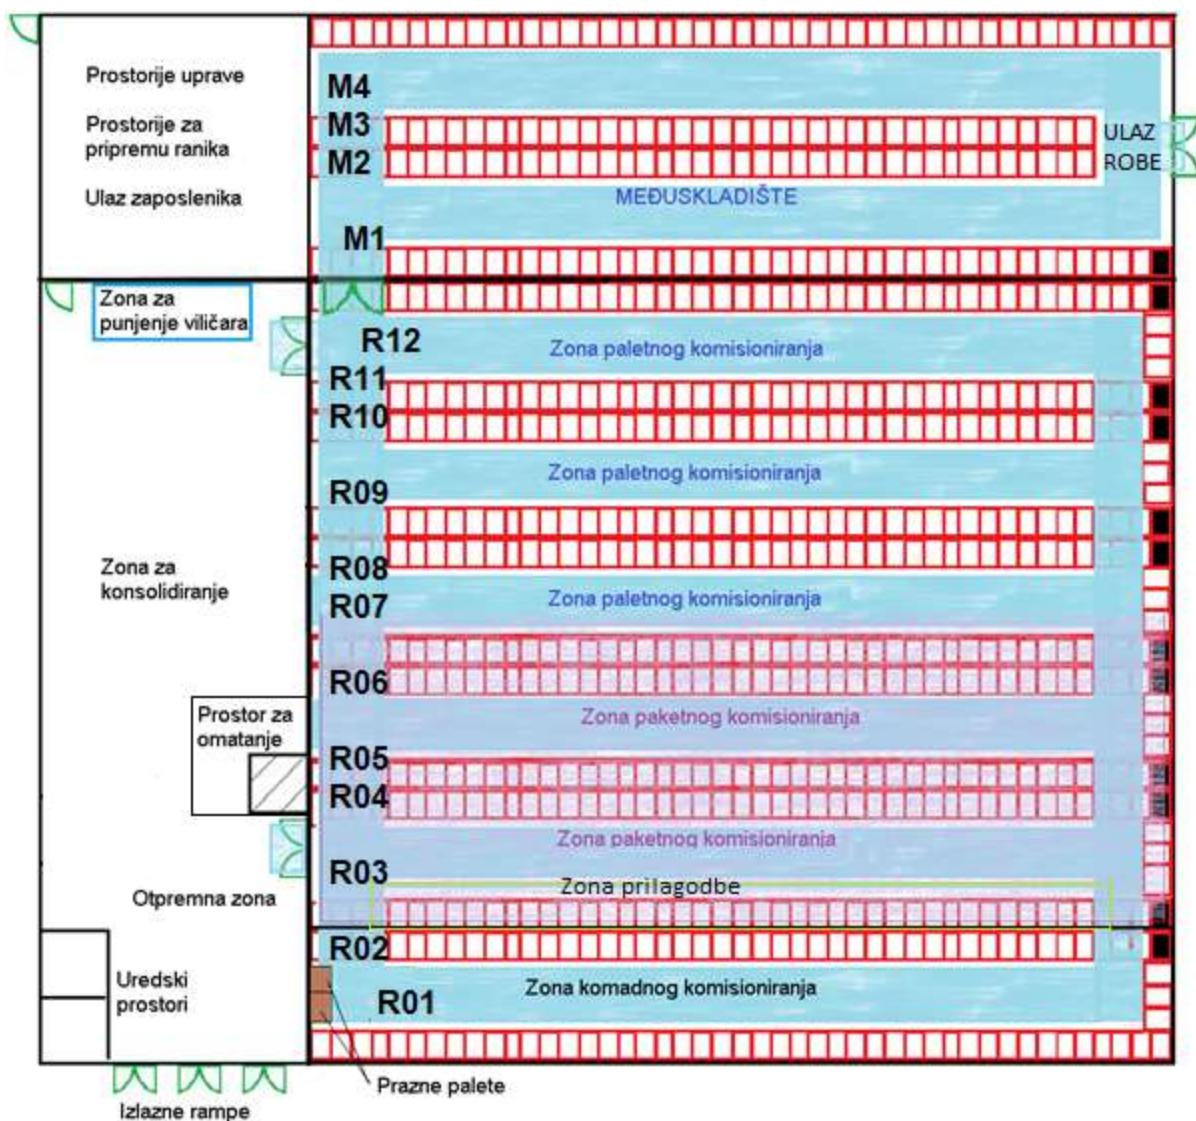 Prostorije uprave
Prostorije za
pripremu ranika
Ulaz zaposlenika
M4
M3
M2
M1
ULAZ
ROBE
MEĐUSKLADIŠTE
Zona za
punjenje viličara
R12
Zona paletnog komisioniranja
R11
R10
Zona paletnog komisioniranja
R09
R08
Zona paletnog komisioniranja
R07
Zona za
konsolidiranje
R06
Zona paketnog komisioniranja
Prostor za
omatanje
R05
R04
Zona paketnog komisioniranja
R03
Zona prilagodbe
Otpremna zona
R02
Uredski
prostori
Zona komadnog komisioniranja
R01
Prazne palete
Izlazne rampe